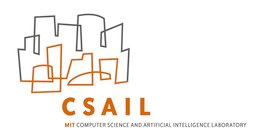 CSAIL
MIT COMPUTER SCIENCE AND ARTIFICIAL INTELLIGENCE LABORATORY